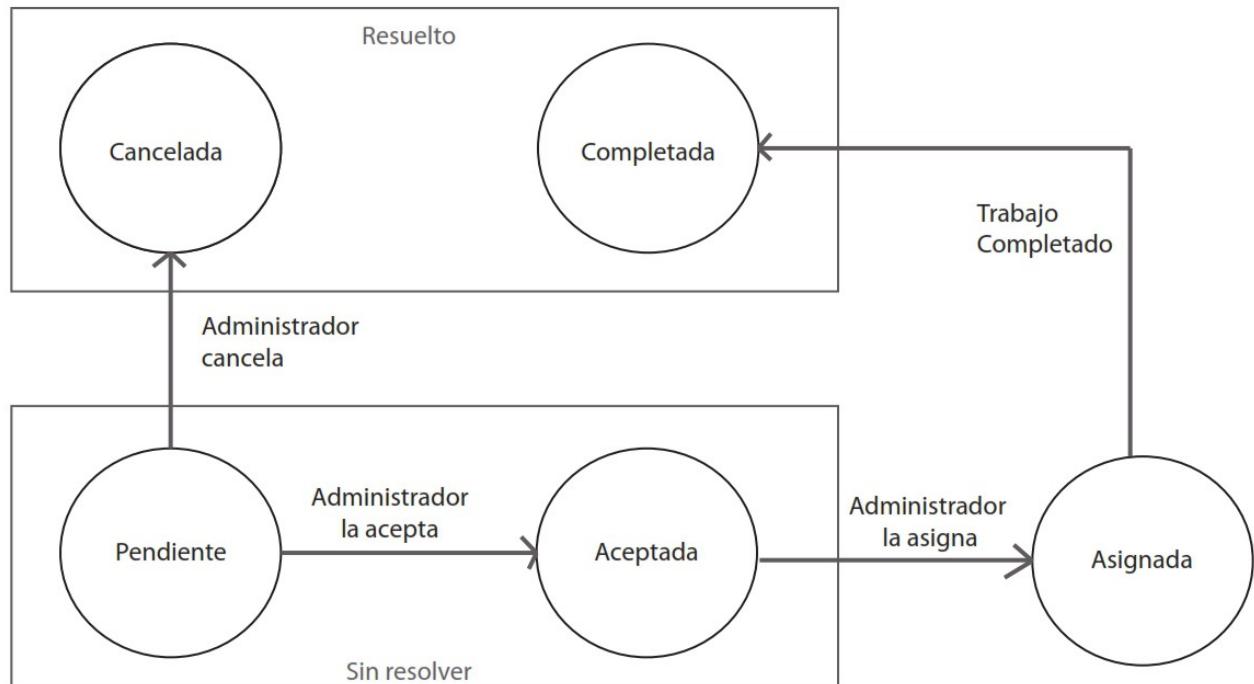 Resuelto
Cancelada
Completada
Trabajo
Completado
Administrador
cancela
Pendiente
Administrador
la acepta
Aceptada
Administrador
la asigna
Asignada
Sin resolver